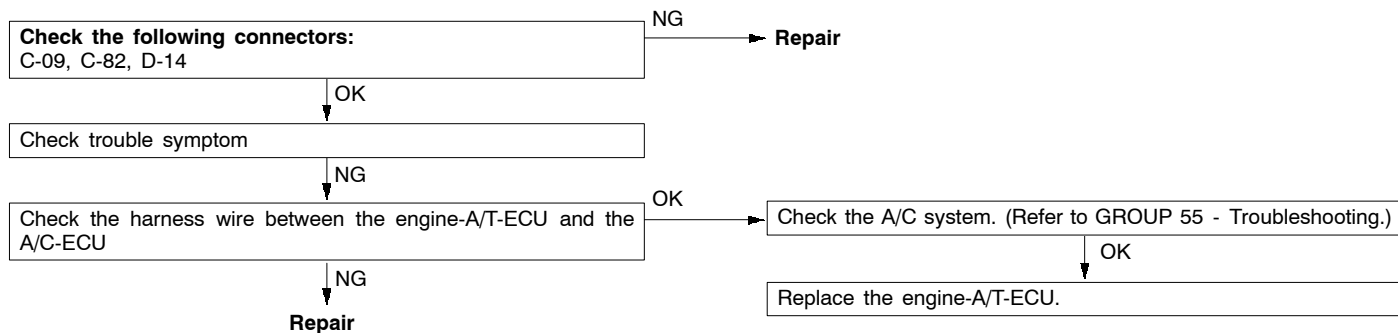 Check the following connectors:
C-09, C-82, D-14
NG
Repair
OK
Check trouble symptom
NG
Check the harness wire between the engine-A/T-ECU and the
A/C-ECU
OK
Check the A/C system. (Refer to GROUP 55 - Troubleshooting.)
NG
OK
Repair
Replace the engine-A/T-ECU.